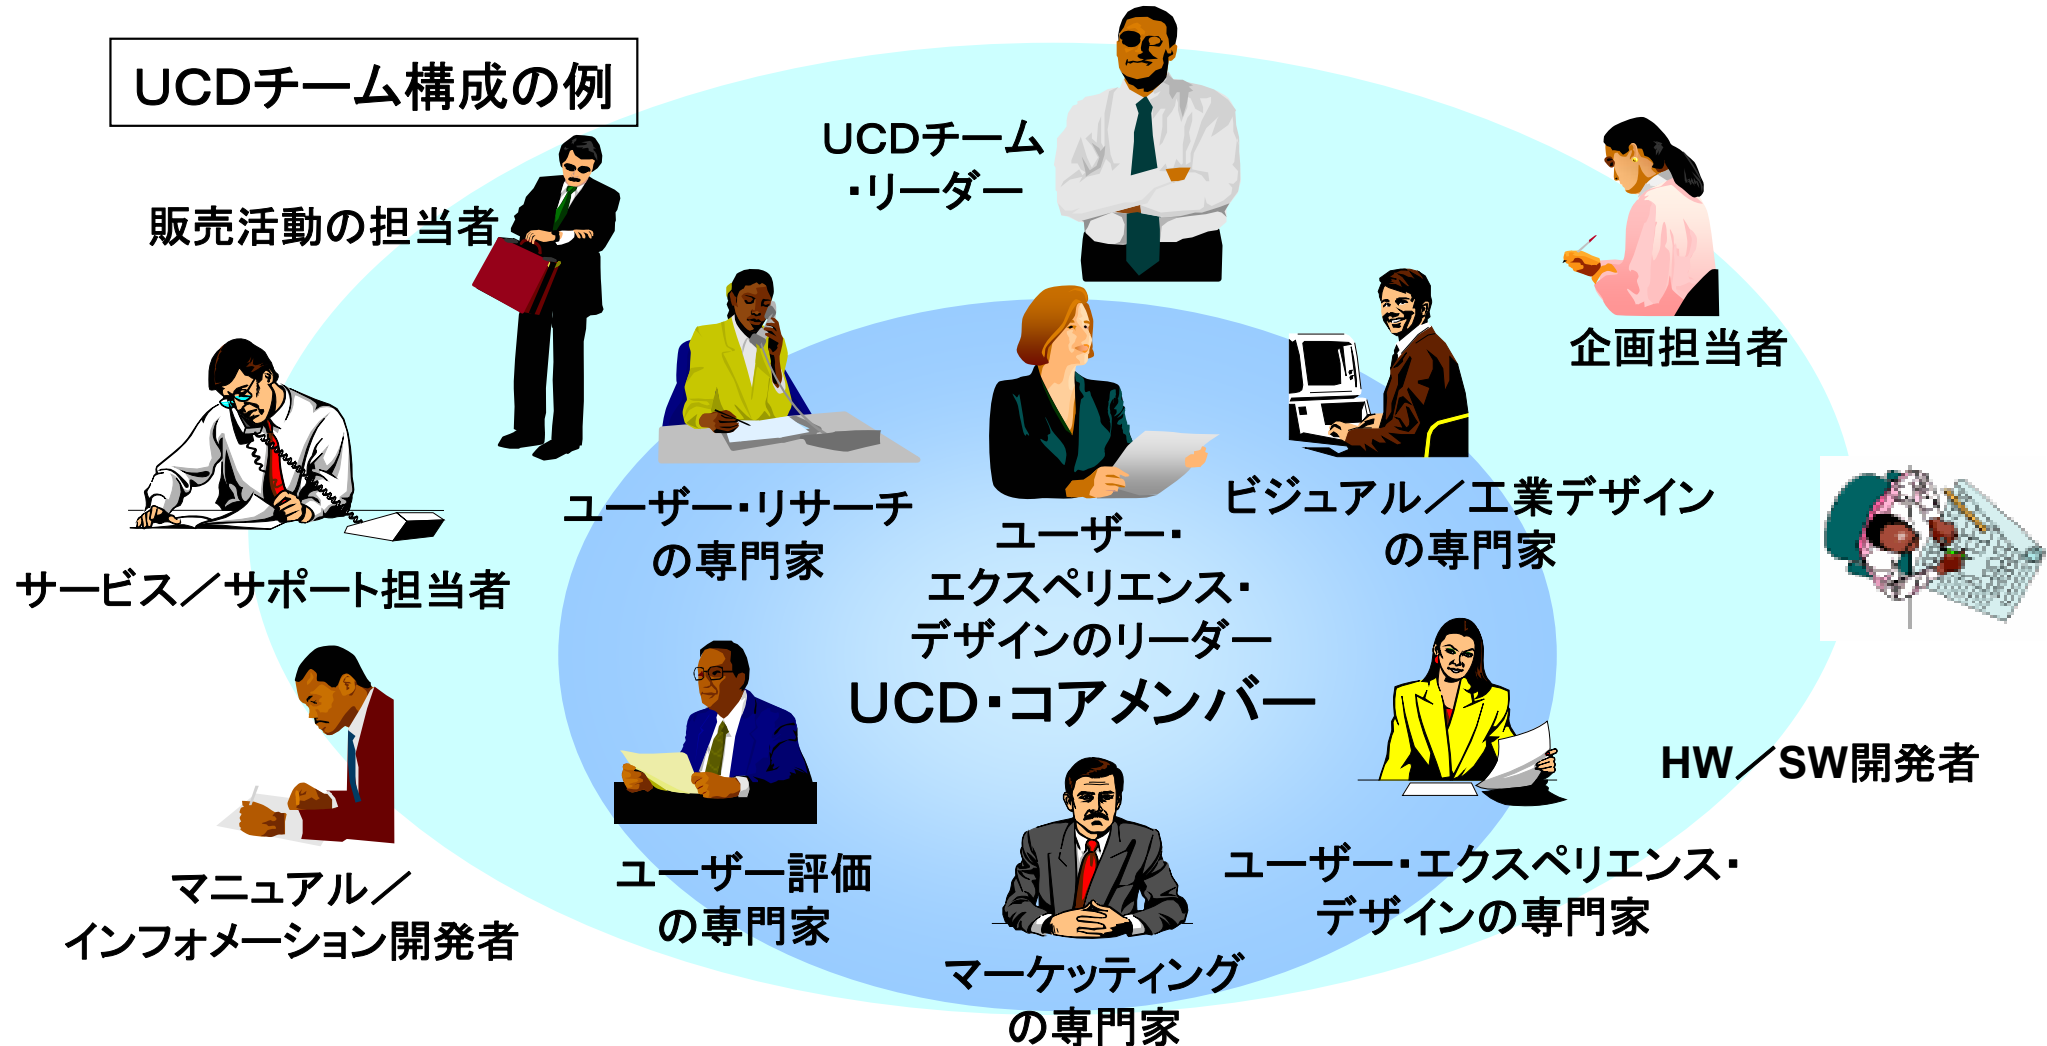 UCDチーム構成の例
UCDチーム
・リーダー
販売活動の担当者
企画担当者
ユーザー・リサーチ
の専門家
ユーザー・
エクスペリエンス・
デザインのリーダー
ビジュアル／工業デザイン
の専門家
サービス／サポート担当者
UCD・コアメンバー
HW／SW開発者
マニュアル／
インフォメーション開発者
ユーザー評価
の専門家
マーケッティング
の専門家
ユーザー・エクスペリエンス・
デザインの専門家